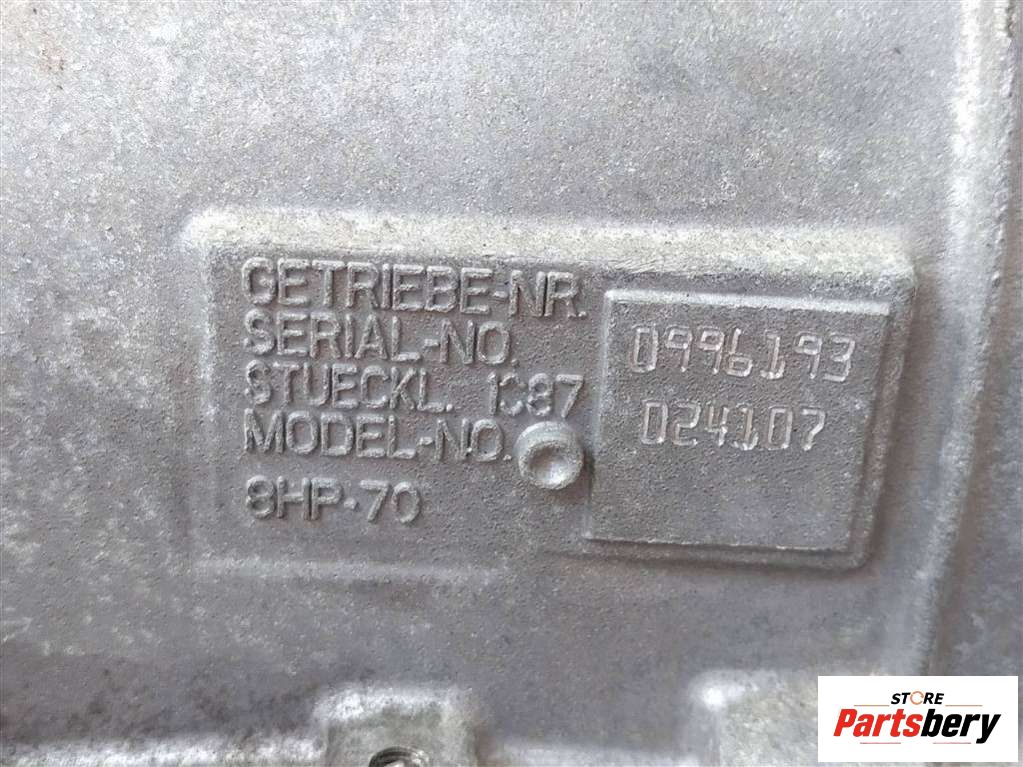 GETRIEBE-NR.
SERIAL-NO.
STUECKL. 1087
MODEL-NO.
8HP-70
0996193
024107
STORE
Partsbery